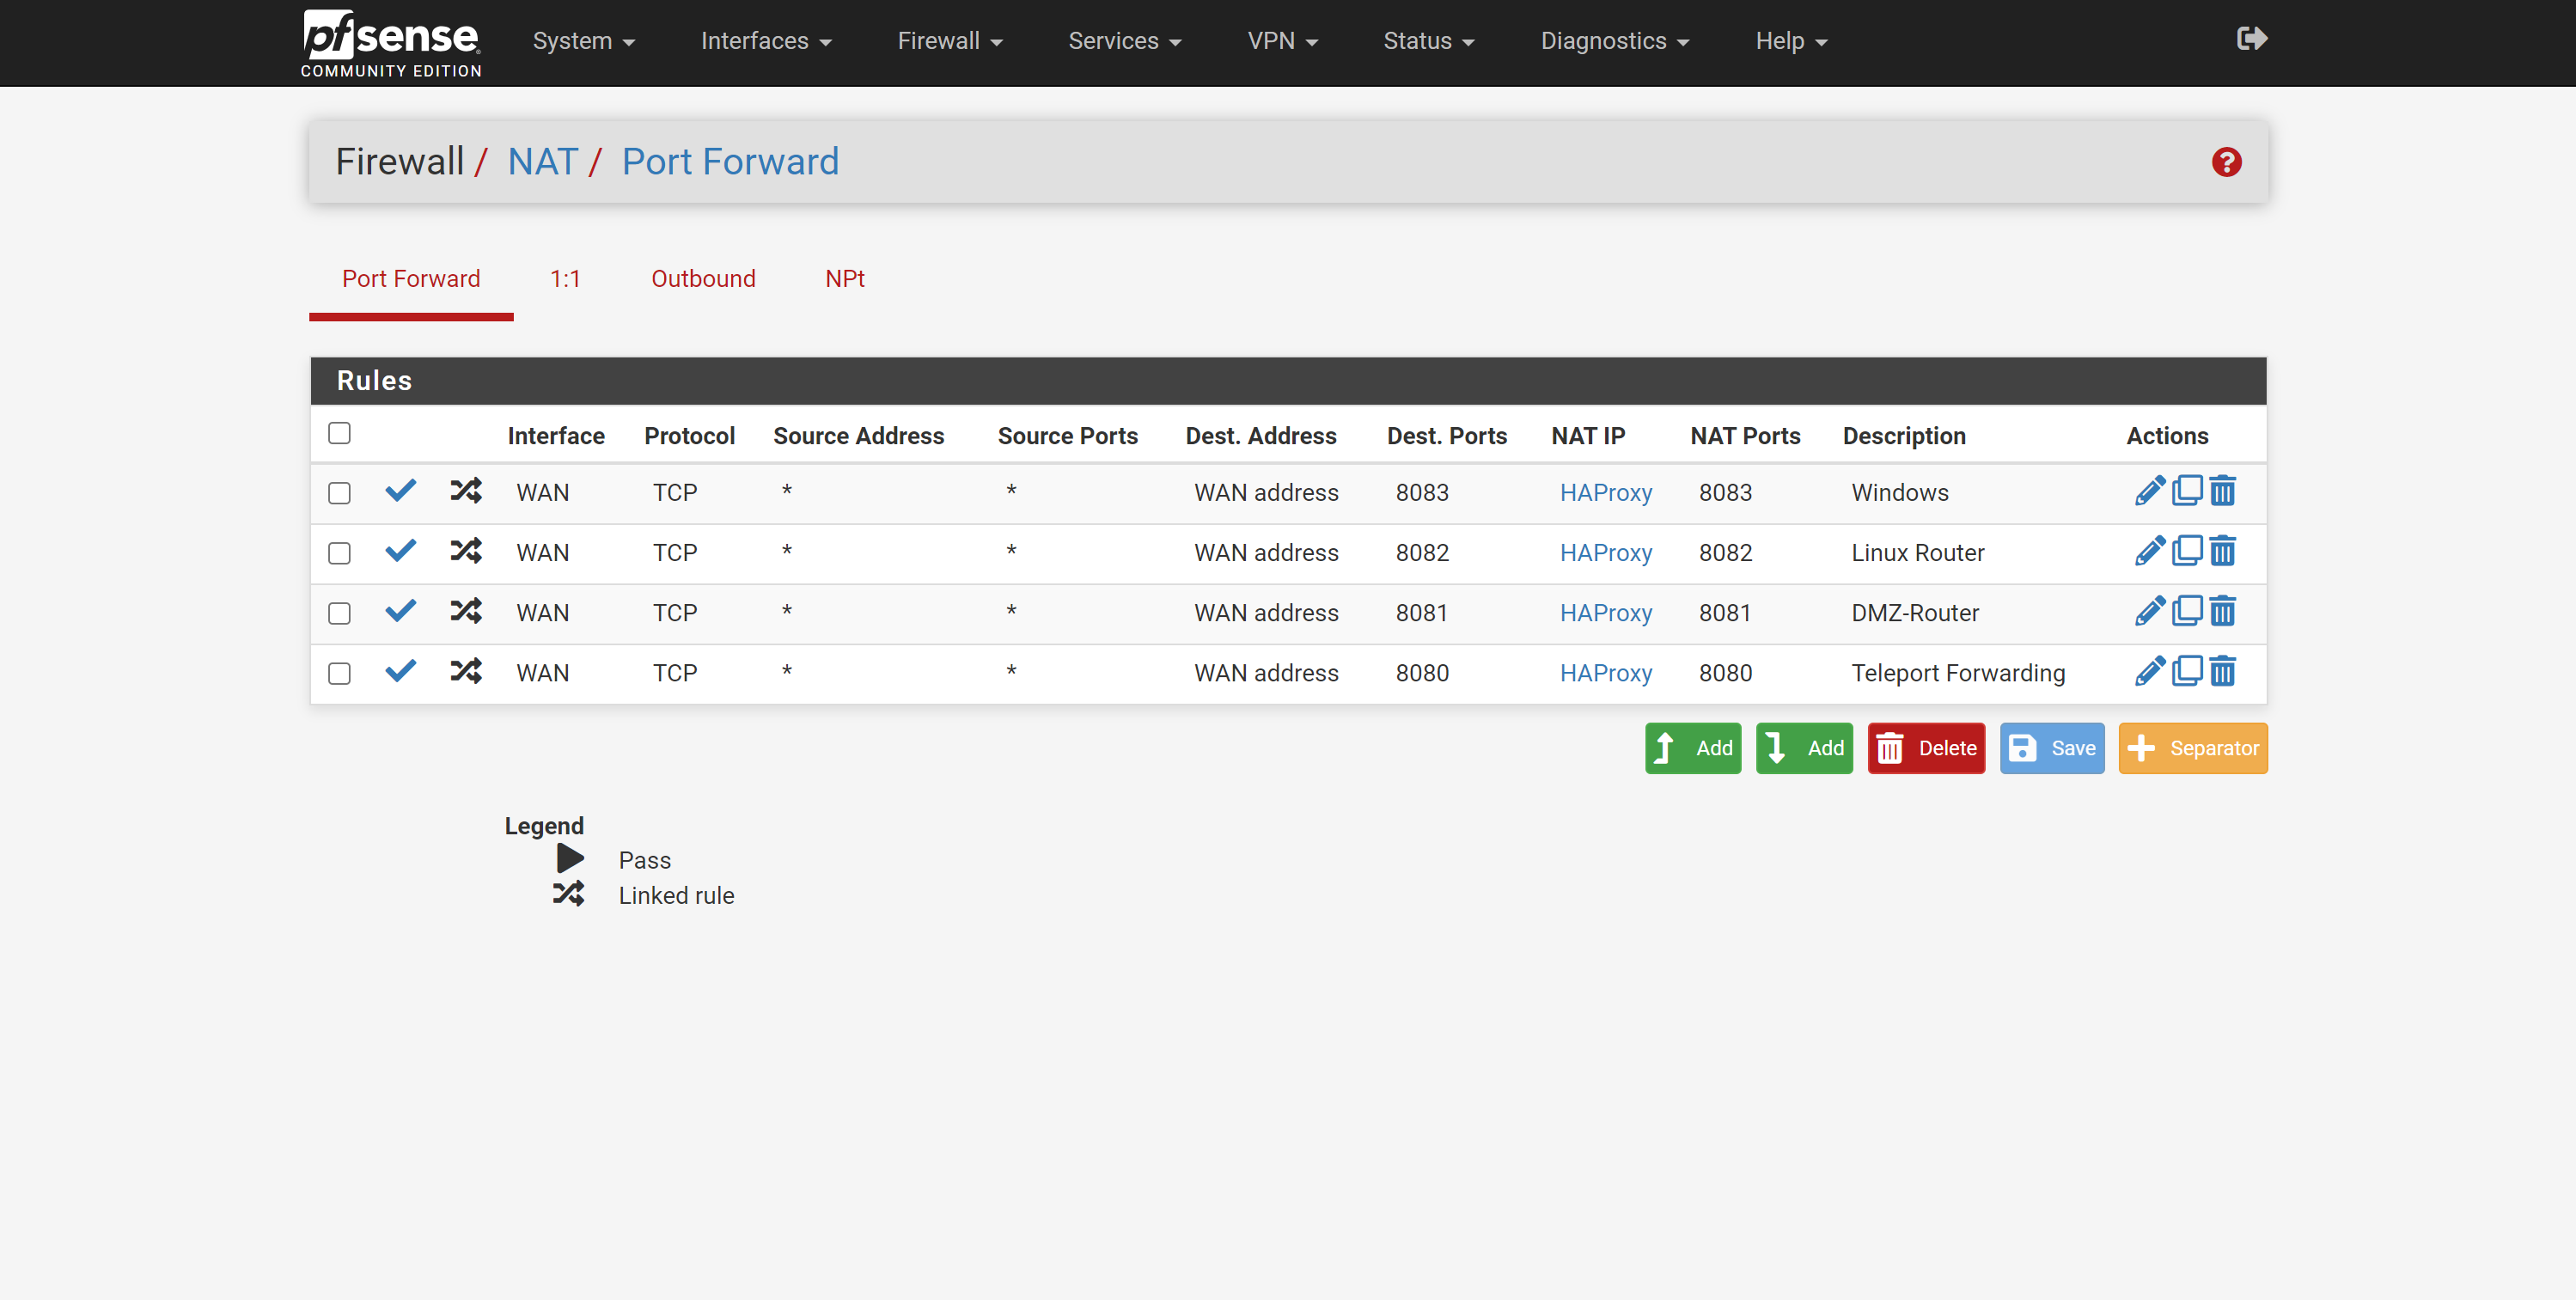 pfsense
COMMUNITY EDITION
System Interfaces Firewall Services VPN Status Diagnostics Help
Firewall / NAT / Port Forward
Port Forward 1:1 Outbound NPt
Rules
Interface Protocol Source Address Source Ports Dest. Address Dest. Ports NAT IP NAT Ports Description Actions
WAN TCP * * WAN address 8083 HAProxy 8083 Windows
WAN TCP * * WAN address 8082 HAProxy 8082 Linux Router
WAN TCP * * WAN address 8081 HAProxy 8081 DMZ-Router
WAN TCP * * WAN address 8080 HAProxy 8080 Teleport Forwarding
Add Add Delete Save Separator
Legend
Pass
Linked rule